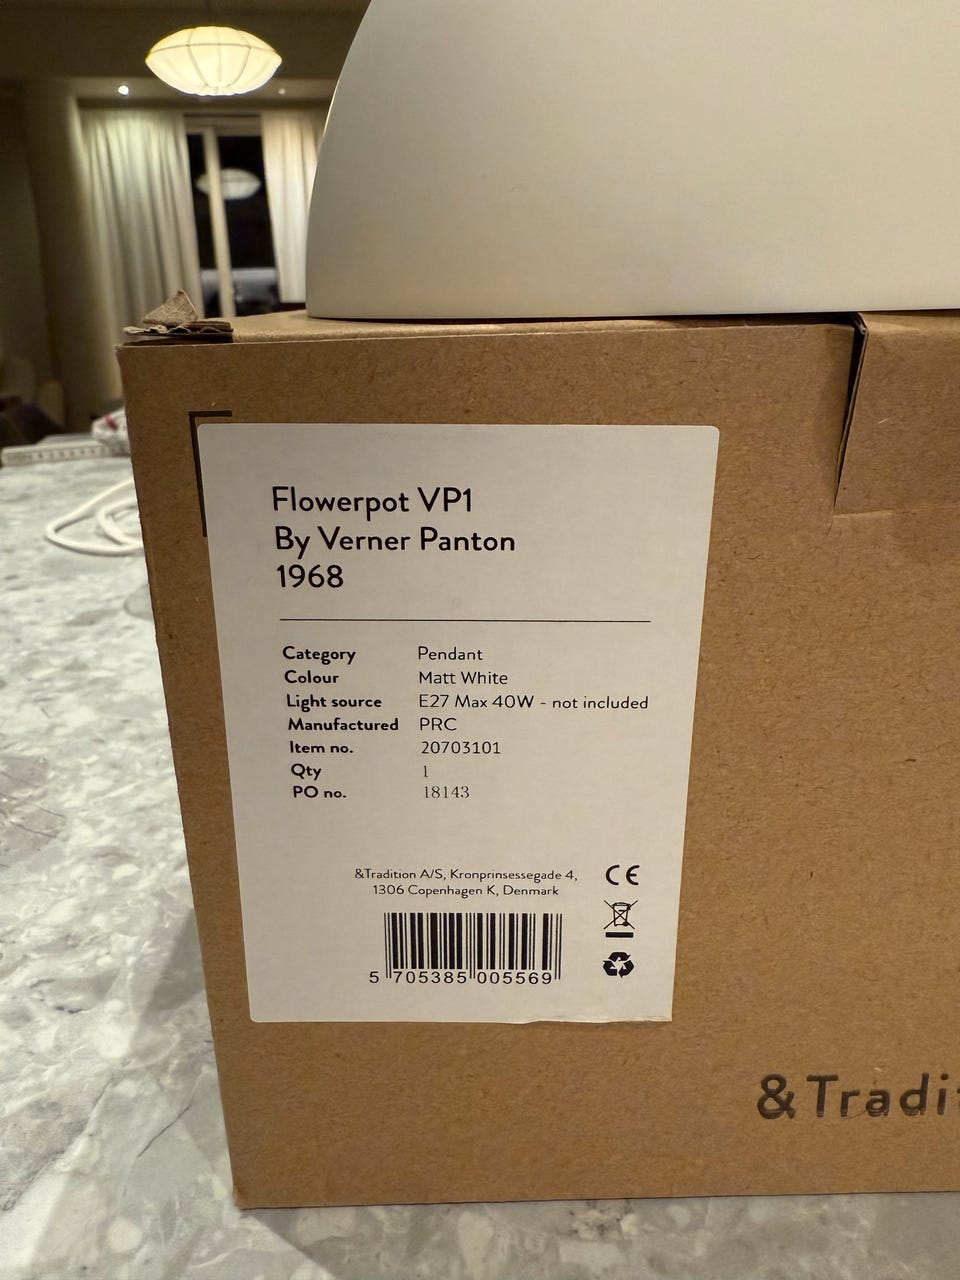 Flowerpot VP1
By Verner Panton
1968
Category Pendant
Colour Matt White
Light source E27 Max 40W - not included
Manufactured PRC
Item no. 20703101
Qty 1
PO no. 18143
&Tradition A/S, Kronprinsessegade 4,
1306 Copenhagen K, Denmark
CE
5 705385 005569
&Tradit